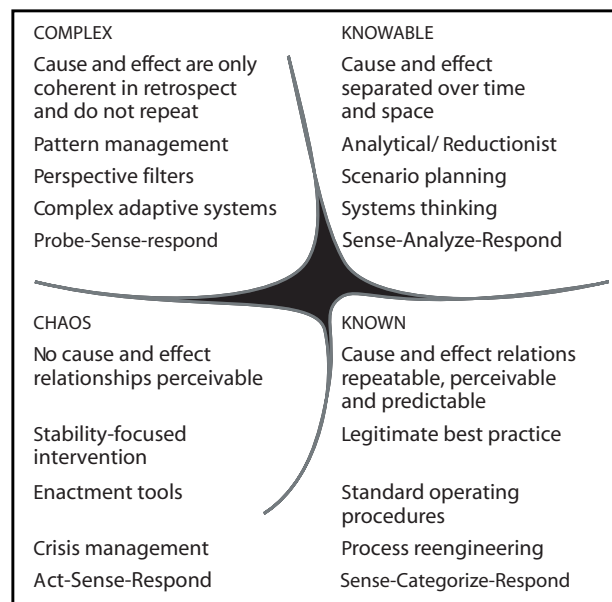 COMPLEX
Cause and effect are only
coherent in retrospect
and do not repeat
Pattern management
Perspective filters
Complex adaptive systems
Probe-Sense-respond
KNOWABLE
Cause and effect
separated over time
and space
Analytical/ Reductionist
Scenario planning
Systems thinking
Sense-Analyze-Respond
CHAOS
No cause and effect
relationships perceivable
Stability-focused
intervention
Enactment tools
Crisis management
Act-Sense-Respond
KNOWN
Cause and effect relations
repeatable, perceivable
and predictable
Legitimate best practice
Standard operating
procedures
Process reengineering
Sense-Categorize-Respond